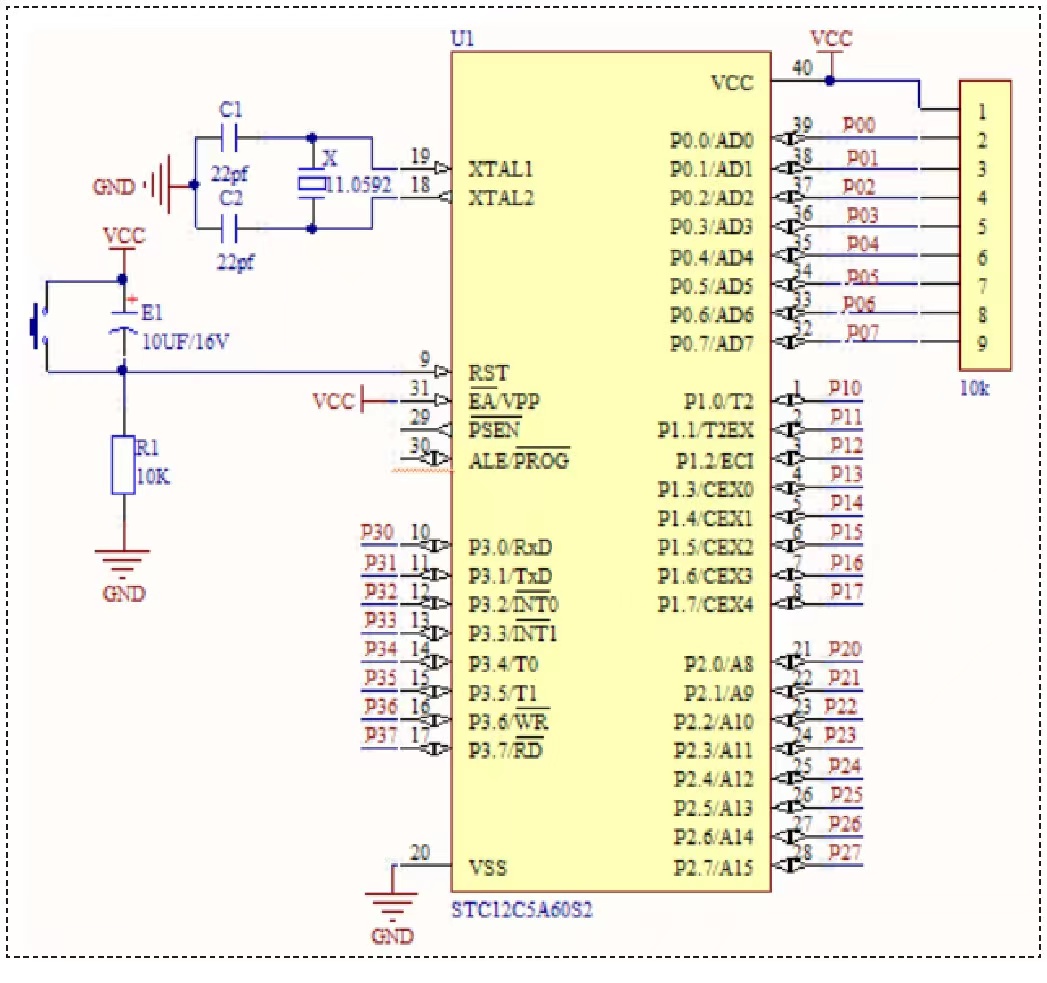 U1
VCC
C1
22pf
C2
22pf
GND
X
11.0592
19 XTAL1
18 XTAL2
VCC
+
E1
10UF/16V
9 RST
VCC 31 EA/VPP
29 PSEN
30 ALE/PROG
R1
10K
GND
P30 10 P3.0/RxD
P31 11 P3.1/TxD
P32 12 P3.2/INT0
P33 13 P3.3/INT1
P34 14 P3.4/T0
P35 15 P3.5/T1
P36 16 P3.6/WR
P37 17 P3.7/RD
20 VSS
GND
VCC 40
1
P0.0/AD0 39 P00 2
P0.1/AD1 38 P01 3
P0.2/AD2 37 P02 4
P0.3/AD3 36 P03 5
P0.4/AD4 35 P04 6
P0.5/AD5 34 P05 7
P0.6/AD6 33 P06 8
P0.7/AD7 32 P07 9
10k
P1.0/T2 1 P10
P1.1/T2EX 2 P11
P1.2/ECI 3 P12
P1.3/CEX0 4 P13
P1.4/CEX1 5 P14
P1.5/CEX2 6 P15
P1.6/CEX3 7 P16
P1.7/CEX4 8 P17
P2.0/A8 21 P20
P2.1/A9 22 P21
P2.2/A10 23 P22
P2.3/A11 24 P23
P2.4/A12 25 P24
P2.5/A13 26 P25
P2.6/A14 27 P26
P2.7/A15 28 P27
STC12C5A60S2